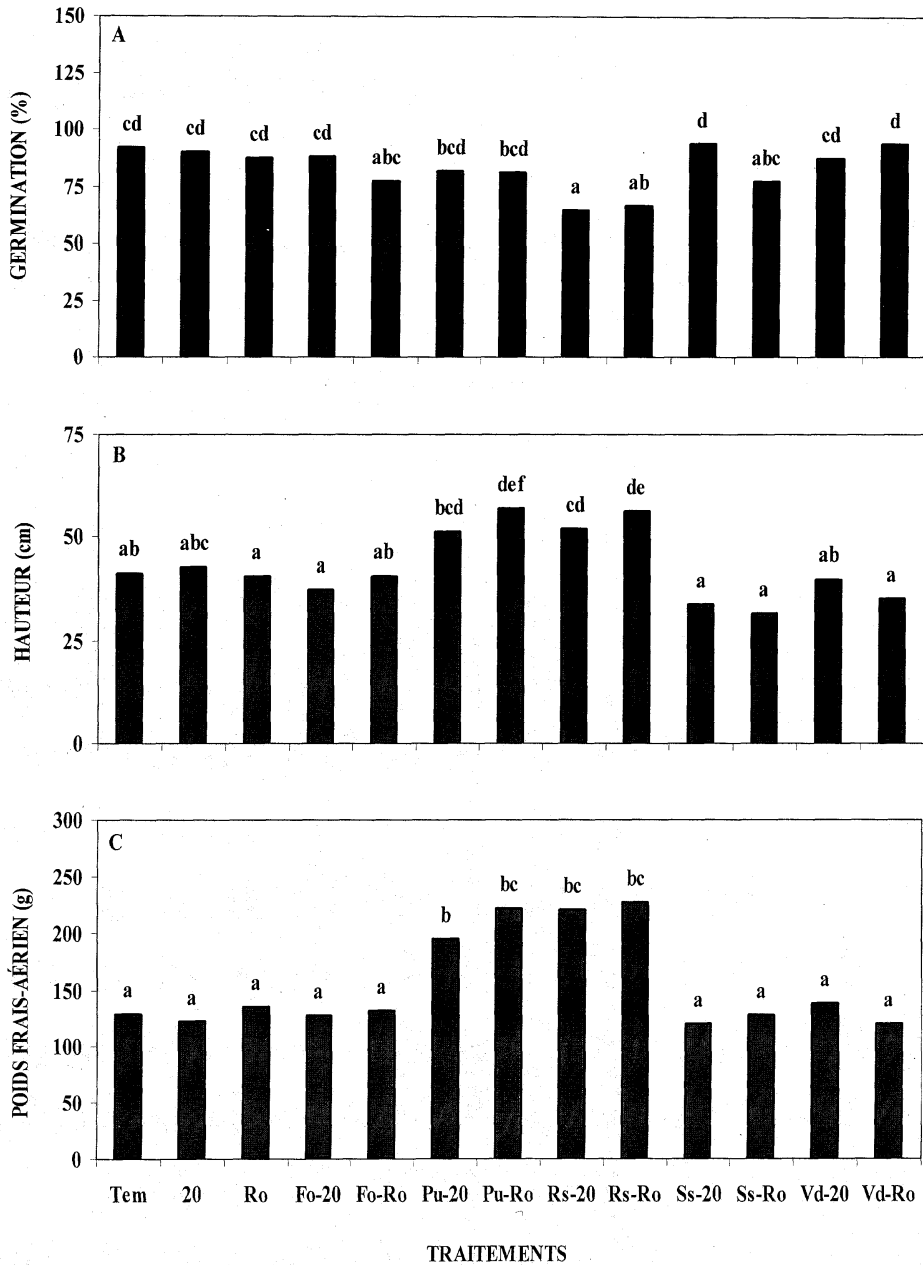 A
GERMINATION (%)
150
125
100
75
50
25
0
cd cd cd cd abc bcd bcd a ab d abc cd d
B
HAUTEUR (cm)
75
50
25
0
ab abc a a ab bcd def cd de a a ab a
C
POIDS FRAIS-AÉRIEN (g)
300
250
200
150
100
50
0
a a a a a b bc bc bc a a a a
Tem 20 Ro Fo-20 Fo-Ro Pu-20 Pu-Ro Rs-20 Rs-Ro Ss-20 Ss-Ro Vd-20 Vd-Ro
TRAITEMENTS